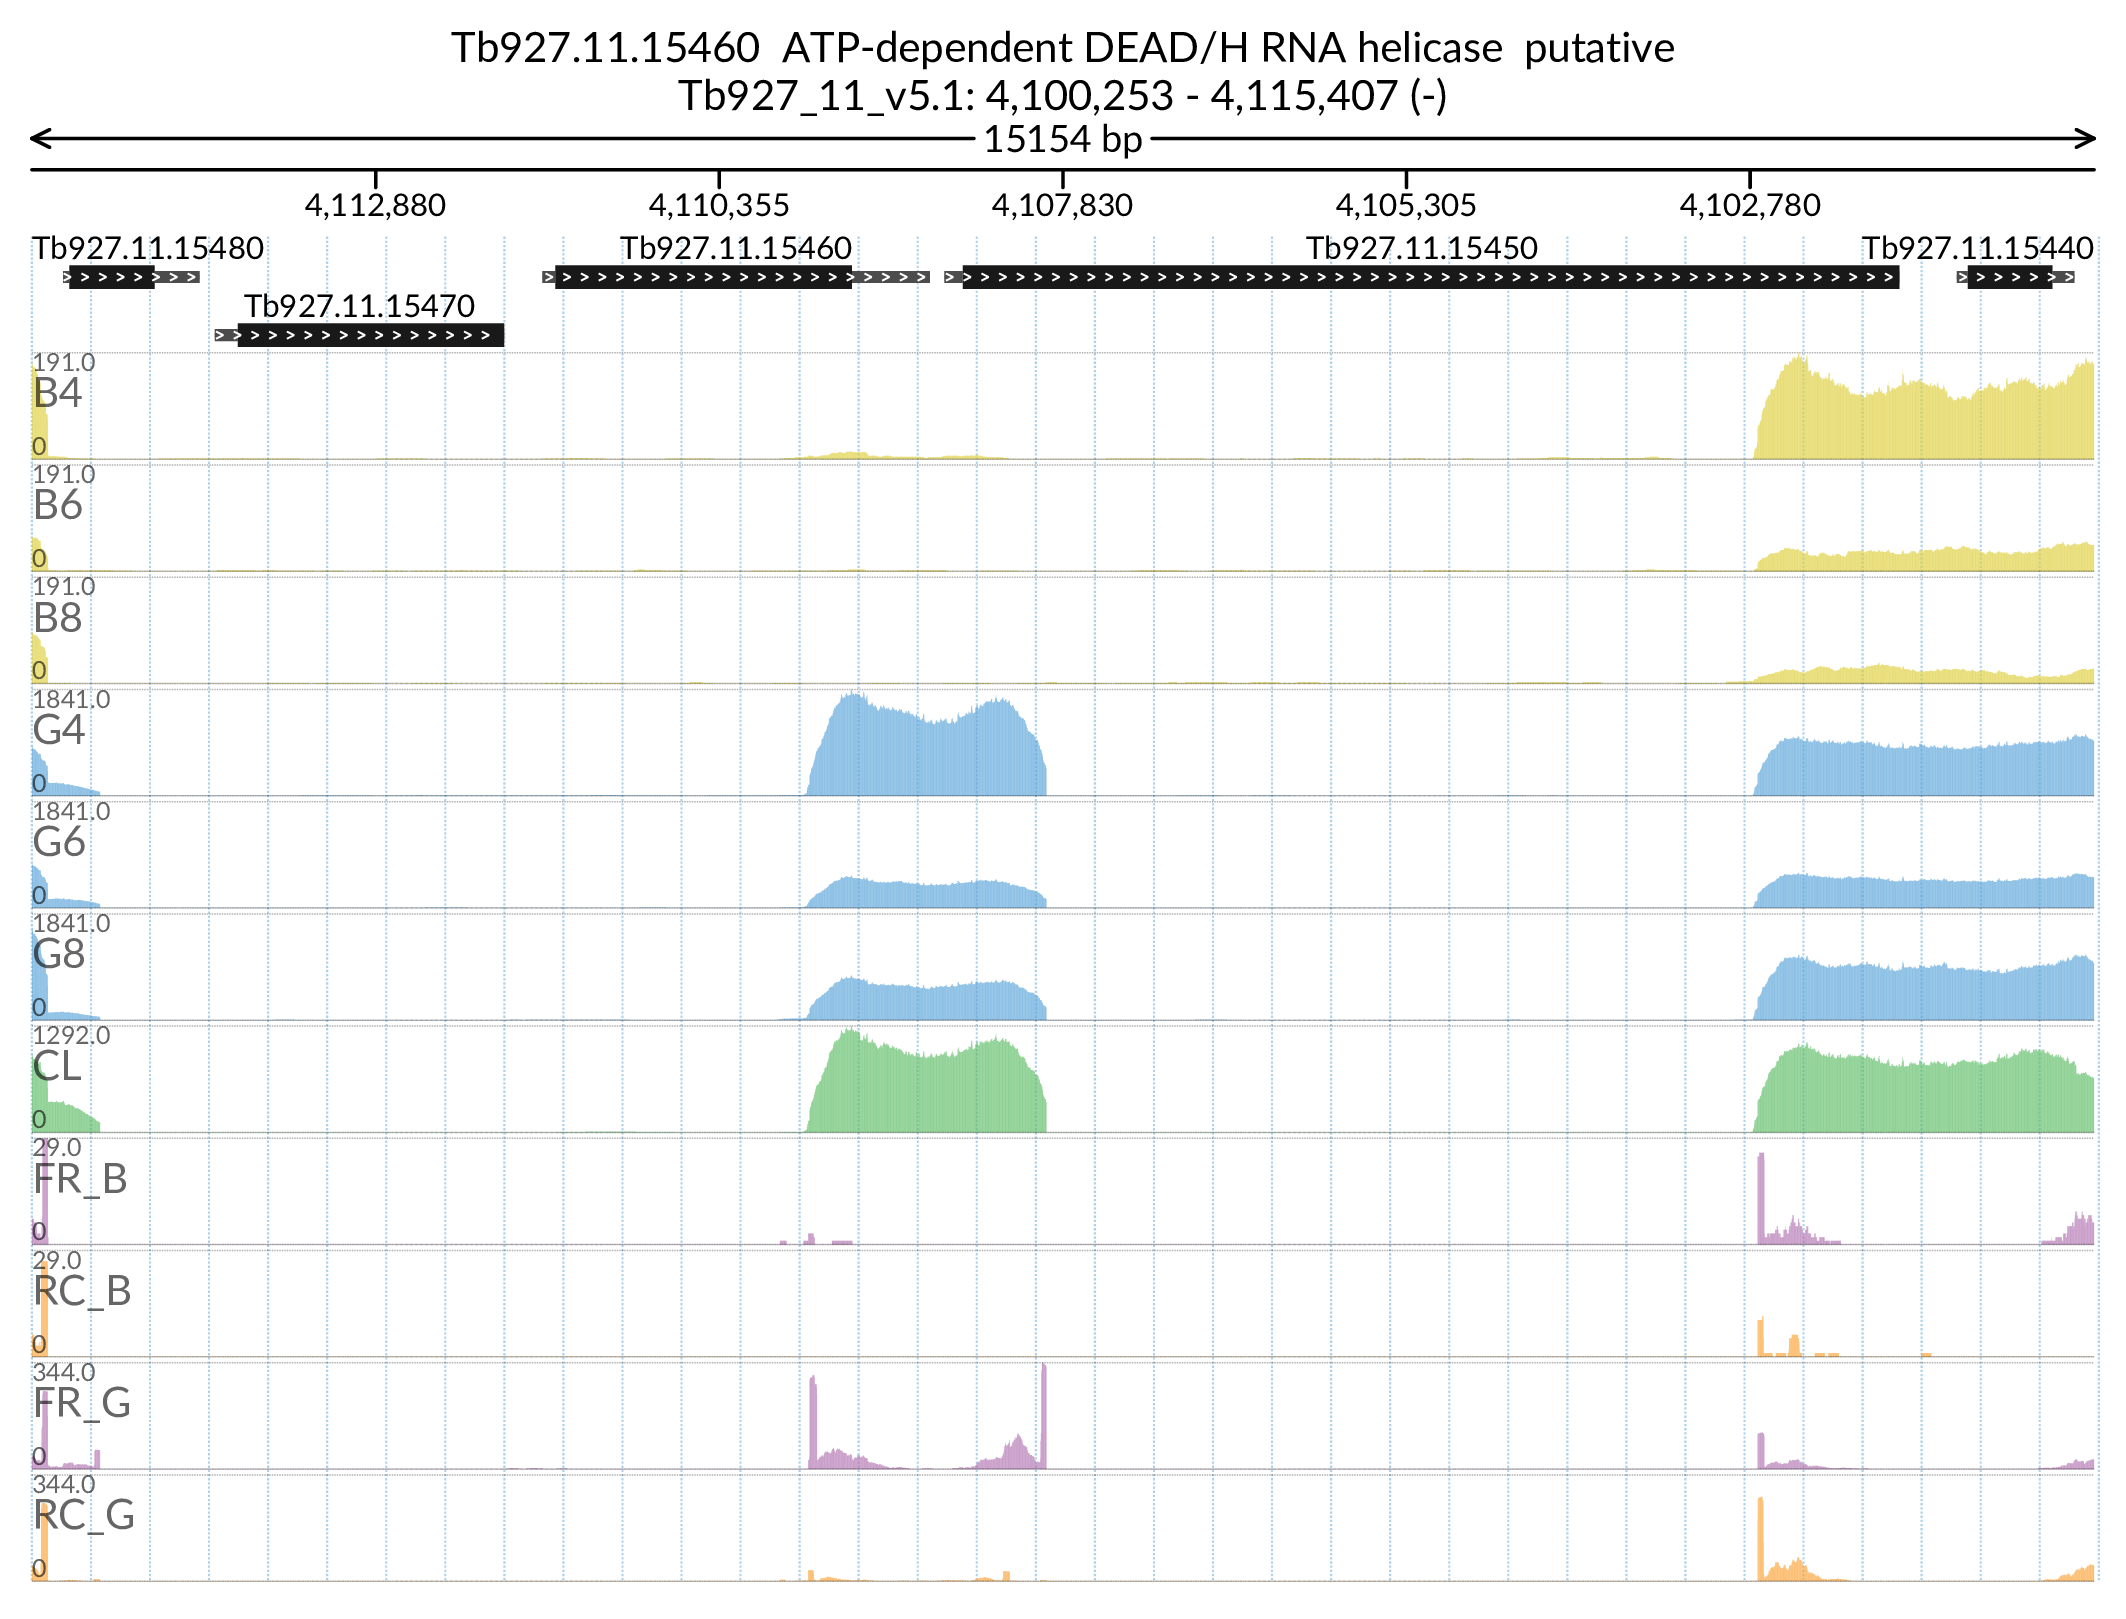 Tb927.11.15460 ATP-dependent DEAD/H RNA helicase putative
Tb927_11_v5.1: 4,100,253 - 4,115,407 (-)
15154 bp
4,112,880 4,110,355 4,107,830 4,105,305 4,102,780
Tb927.11.15480 Tb927.11.15460 Tb927.11.15450 Tb927.11.15440
Tb927.11.15470
191.0
B4
0
191.0
B6
0
191.0
B8
0
1841.0
G4
0
1841.0
G6
0
1841.0
G8
0
1292.0
CL
0
29.0
FR_B
0
29.0
RC_B
0
344.0
FR_G
0
344.0
RC_G
0